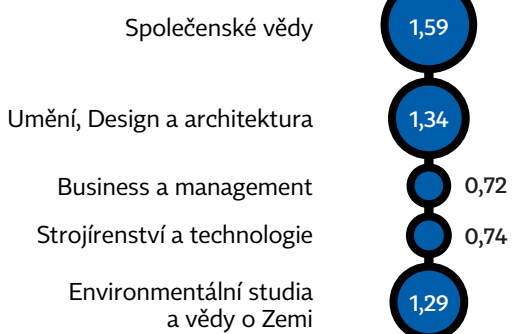 Společenské vědy 1,59
Umění, Design a architektura 1,34
Business a management 0,72
Strojírenství a technologie 0,74
Environmentální studia
a vědy o Zemi 1,29